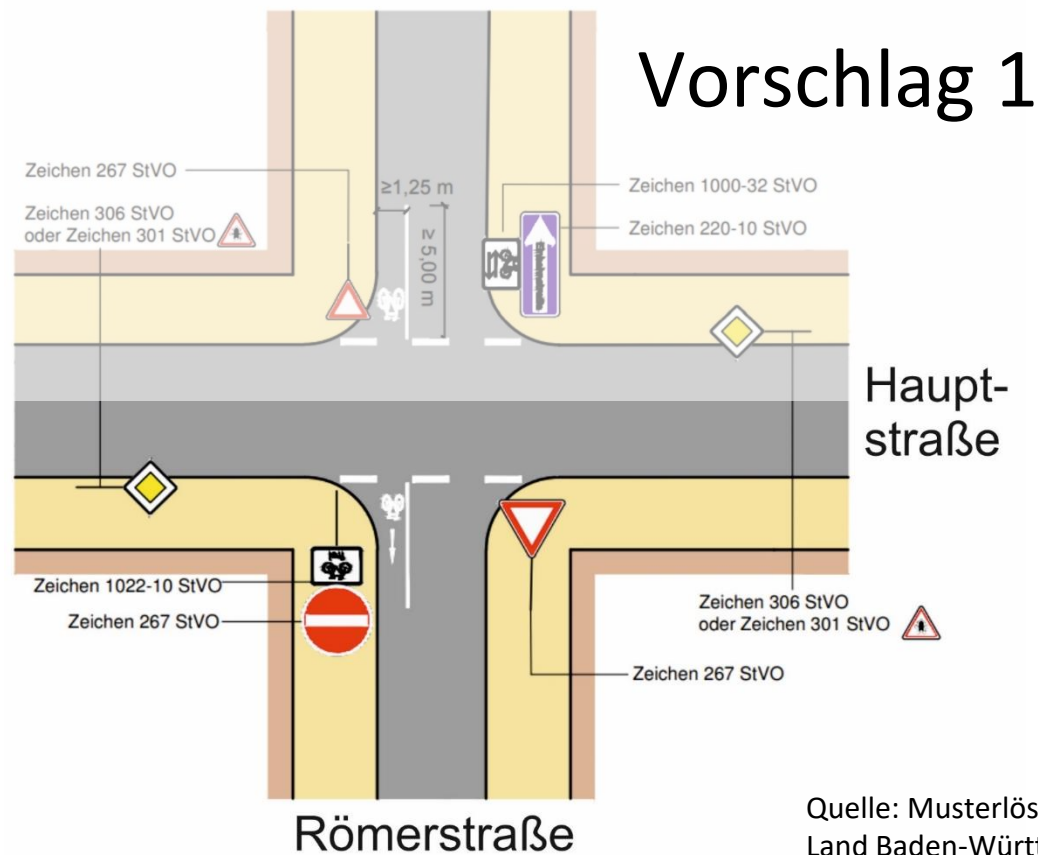 Vorschlag 1
Zeichen 267 StVO
Zeichen 306 StVO
oder Zeichen 301 StVO
≥1,25 m
≥ 5,00 m
Zeichen 1000-32 StVO
Zeichen 220-10 StVO
Einbahnstraße
Haupt-
straße
frei
Zeichen 1022-10 StVO
Zeichen 267 StVO
Zeichen 306 StVO
oder Zeichen 301 StVO
Zeichen 267 StVO
Römerstraße
Quelle: Musterlös
Land Baden-Württ